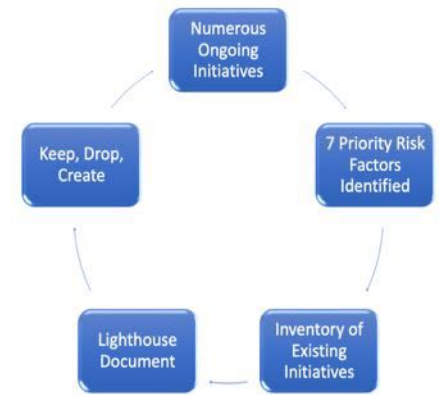 Numerous
Ongoing
Initiatives
7 Priority Risk
Factors
Identified
Inventory of
Existing
Initiatives
Lighthouse
Document
Keep, Drop,
Create